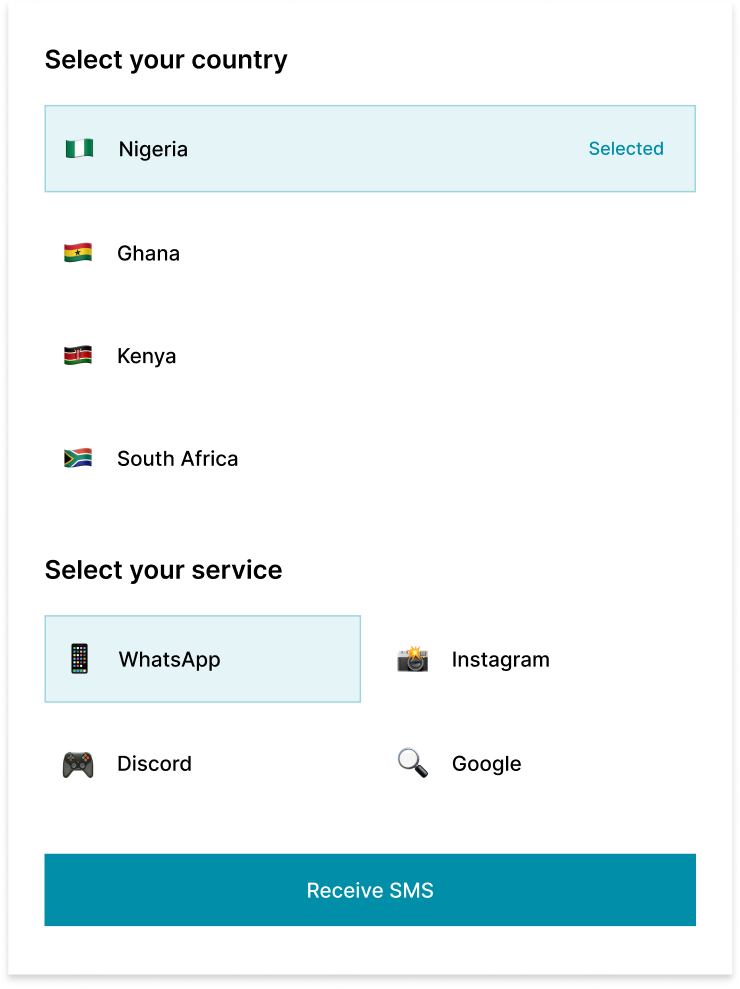 Select your country
Nigeria Selected
Ghana
Kenya
South Africa
Select your service
WhatsApp Instagram
Discord Google
Receive SMS